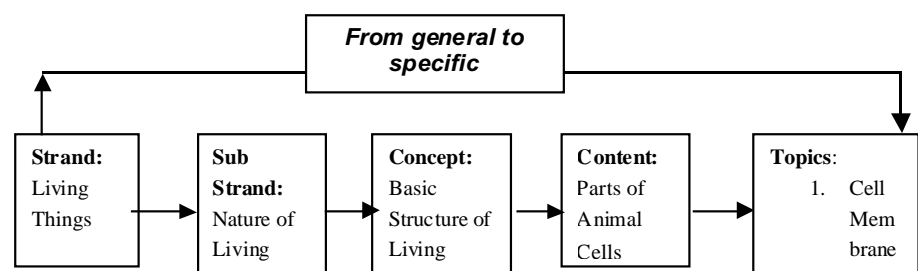 From general to
specific
Strand:
Living
Things
Sub
Strand:
Nature of
Living
Concept:
Basic
Structure of
Living
Content:
Parts of
Animal
Cells
Topics:
1. Cell
Mem
brane